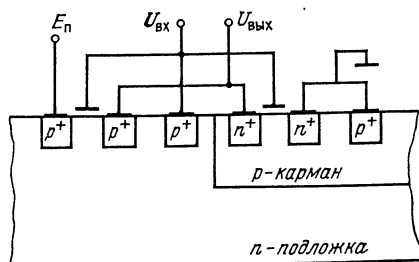 Eп Uвх Uвых
p+ p+ p+ n+ n+ p+
p-карман
n-подложка